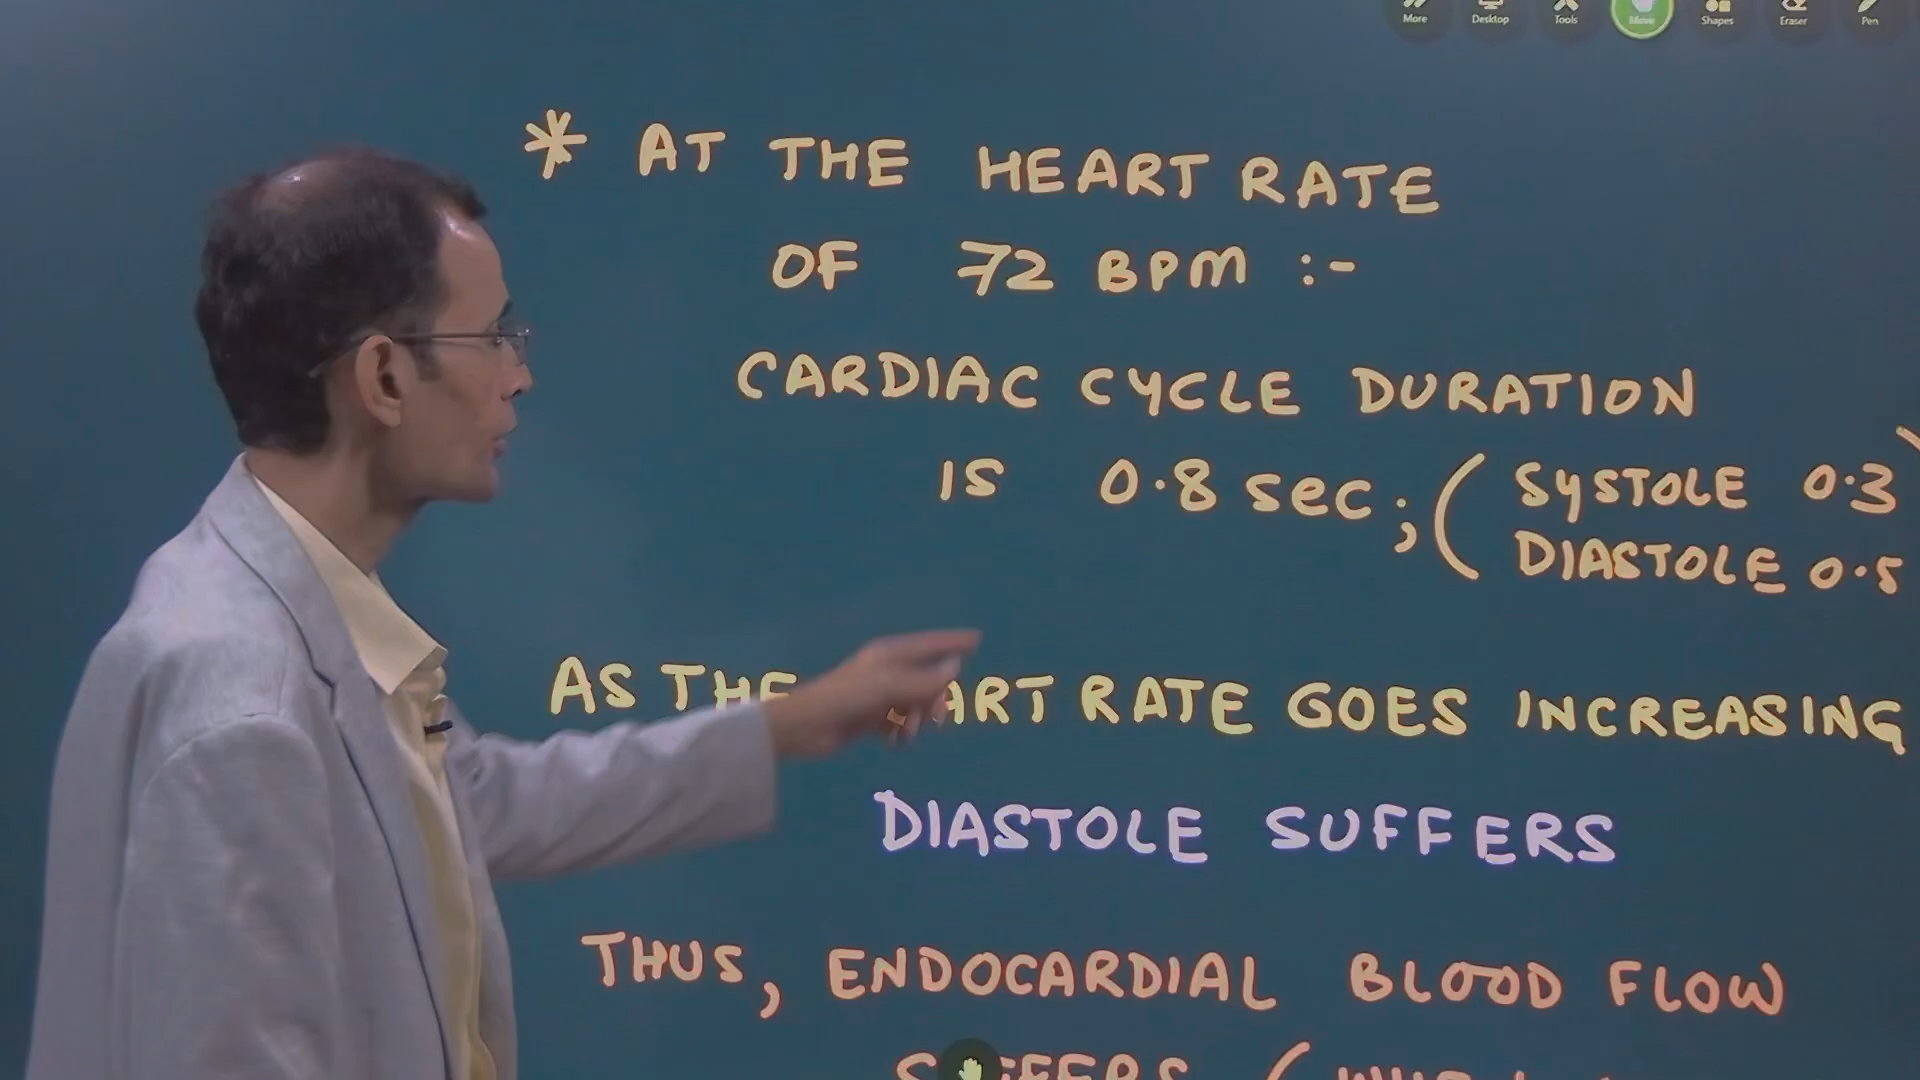 More Desktop Tools Move Shapes Eraser Pen
* AT THE HEART RATE
OF 72 BPM :-
CARDIAC CYCLE DURATION
IS 0.8 sec; ( SYSTOLE 0.3 )
DIASTOLE 0.5
AS THE RATE GOES INCREASING
DIASTOLE SUFFERS
THUS, ENDOCARDIAL BLOOD FLOW